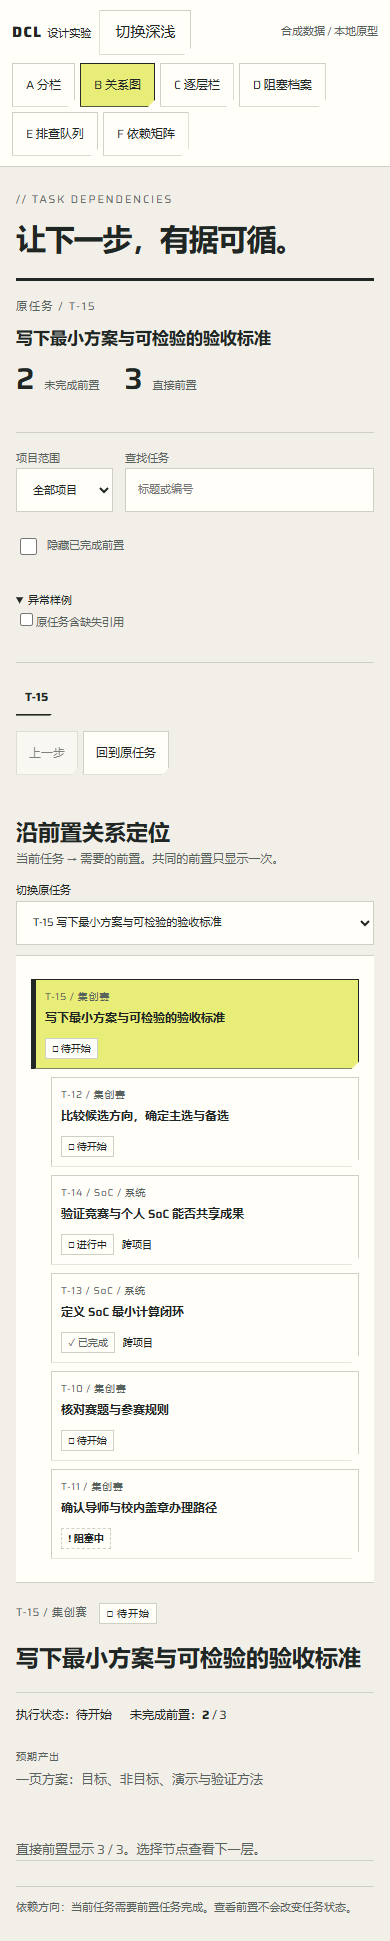 DCL 设计实验 切换深浅 合成数据 / 本地原型
A 分栏 B 关系图 C 逐层栏 D 阻塞档案
E 排查队列 F 依赖矩阵
// TASK DEPENDENCIES
让下一步，有据可循。
原任务 / T-15
写下最小方案与可检验的验收标准
2 未完成前置 3 直接前置
项目范围 查找任务
全部项目 标题或编号
隐藏已完成前置
▼ 异常样例
原任务含缺失引用
T-15
上一步 回到原任务
沿前置关系定位
当前任务 → 需要的前置。共同的前置只显示一次。
切换原任务
T-15 写下最小方案与可检验的验收标准
T-15 / 集创赛
写下最小方案与可检验的验收标准
待开始
T-12 / 集创赛
比较候选方向，确定主选与备选
待开始
T-14 / SoC / 系统
验证竞赛与个人 SoC 能否共享成果
进行中 跨项目
T-13 / SoC / 系统
定义 SoC 最小计算闭环
✓ 已完成 跨项目
T-10 / 集创赛
核对赛题与参赛规则
待开始
T-11 / 集创赛
确认导师与校内盖章办理路径
! 阻塞中
T-15 / 集创赛 待开始
写下最小方案与可检验的验收标准
执行状态：待开始 未完成前置：2 / 3
预期产出
一页方案：目标、非目标、演示与验证方法
直接前置显示 3 / 3。选择节点查看下一层。
依赖方向：当前任务需要前置任务完成。查看前置不会改变任务状态。